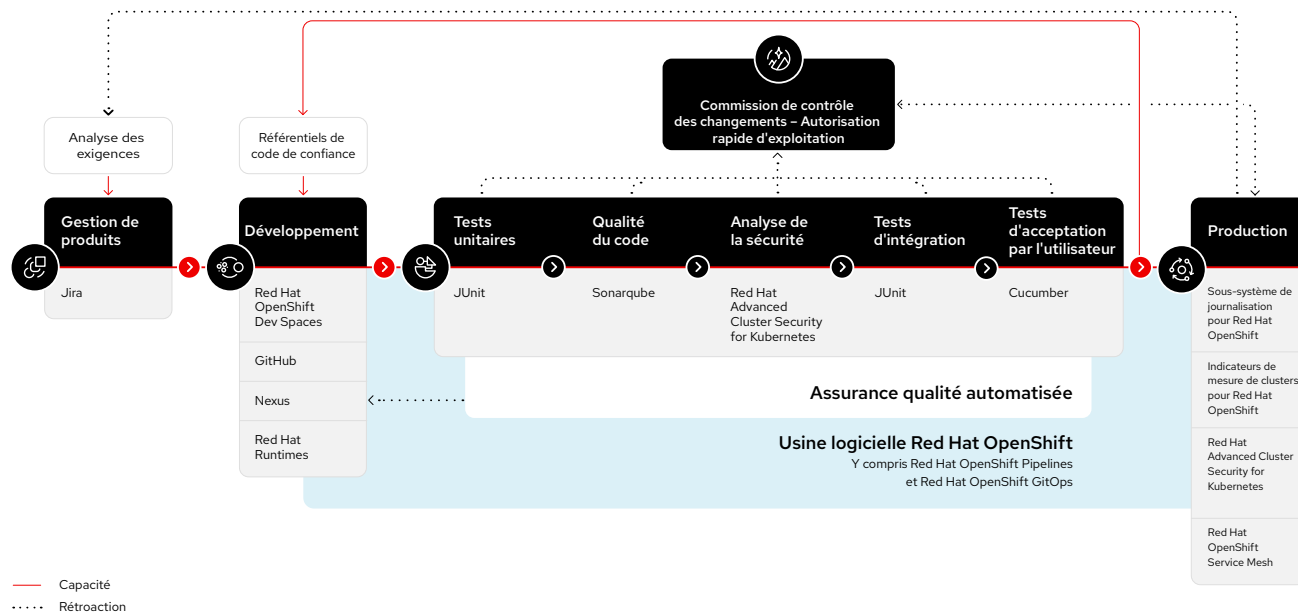 Commission de contrôle
des changements – Autorisation
rapide d'exploitation
Analyse des
exigences
Référentiels de
code de confiance
Gestion de
produits
Jira
Développement
Red Hat
OpenShift
Dev Spaces
GitHub
Nexus
Red Hat
Runtimes
Tests
unitaires
JUnit
Qualité
du code
Sonarqube
Analyse de
la sécurité
Red Hat
Advanced
Cluster Security
for Kubernetes
Tests
d'intégration
JUnit
Tests
d'acceptation
par l'utilisateur
Cucumber
Production
Sous-système de
journalisation
pour Red Hat
OpenShift
Indicateurs de
mesure de clusters
pour Red Hat
OpenShift
Red Hat
Advanced Cluster
Security for
Kubernetes
Red Hat
OpenShift
Service Mesh
Assurance qualité automatisée
Usine logicielle Red Hat OpenShift
Y compris Red Hat OpenShift Pipelines
et Red Hat OpenShift GitOps
Capacité
Rétroaction